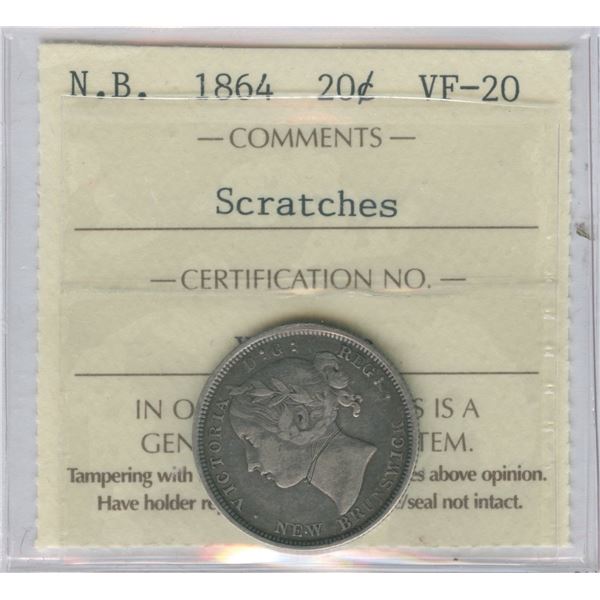 N.B. 1864 20¢ VF-20
— COMMENTS —
Scratches
— CERTIFICATION NO. —
IN O S IS A
GEN TEM.
Tampering with es above opinion.
Have holder re /seal not intact.
VICTORIA D:G: REG:
NEW BRUNSWICK